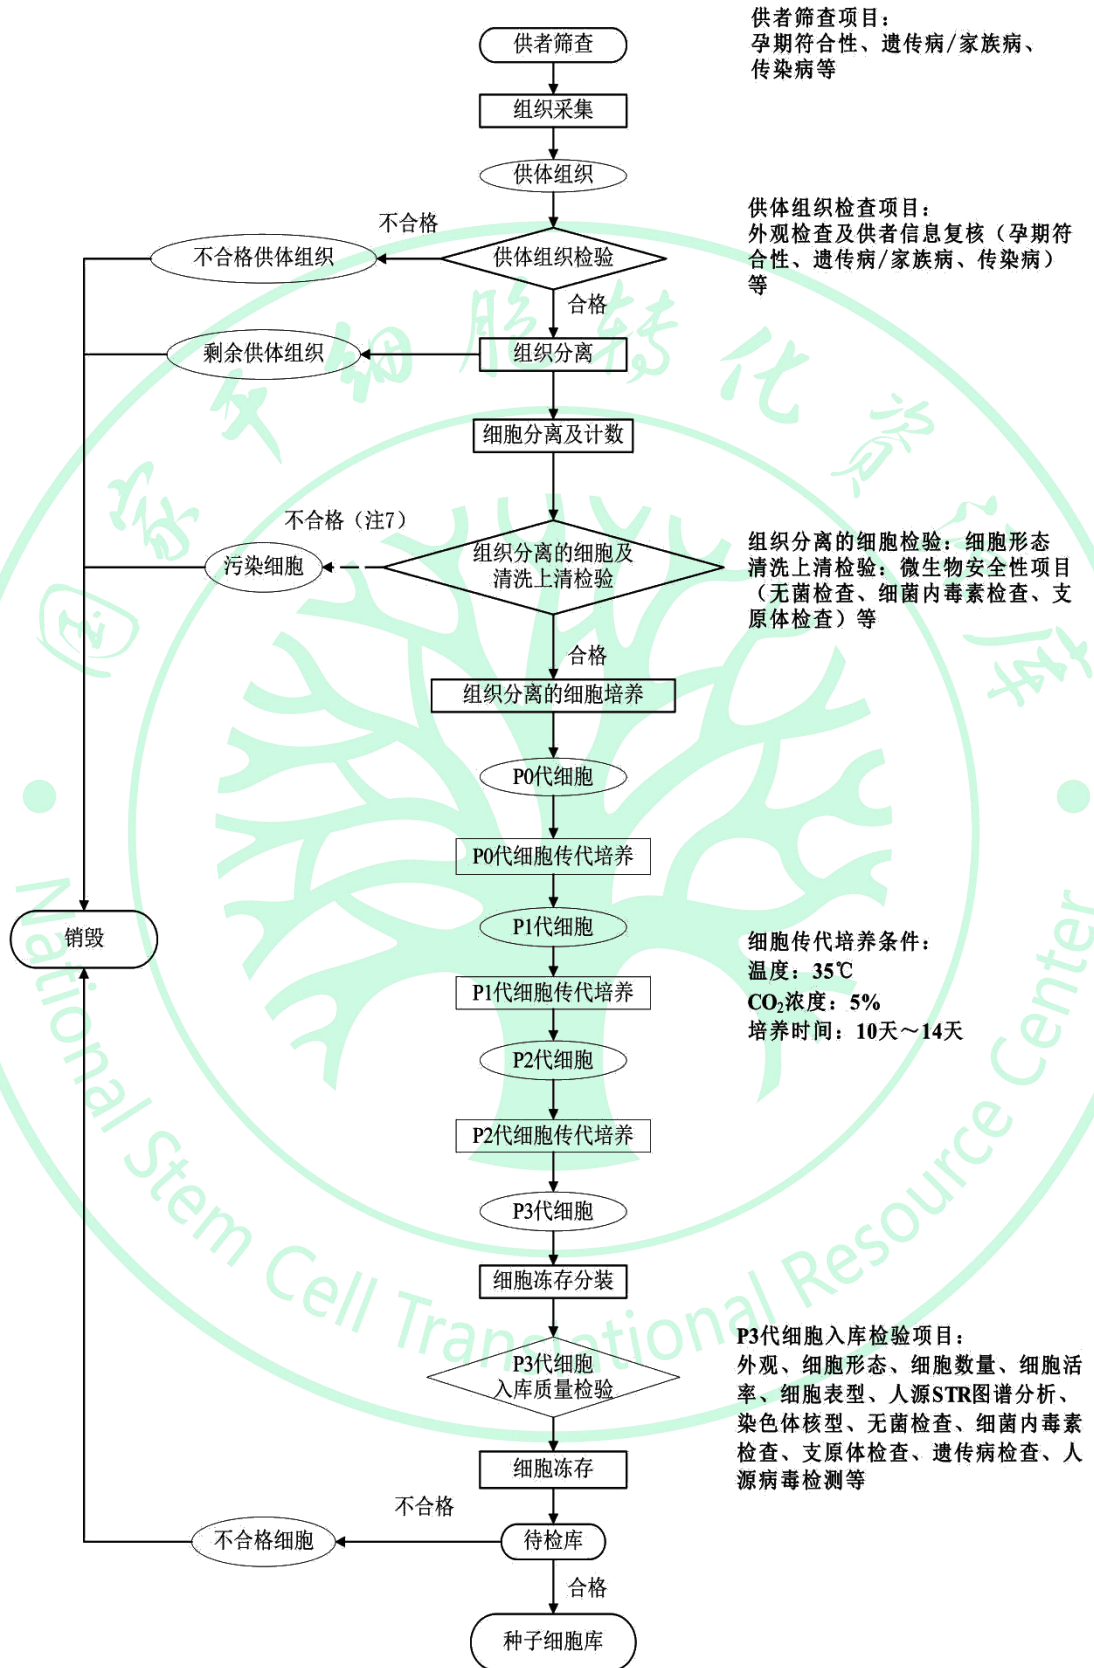 供者筛查
供者筛查项目：
孕期符合性、遗传病/家族病、
传染病等
组织采集
供体组织
不合格
供体组织检验
不合格供体组织
供体组织检查项目：
外观检查及供者信息复核（孕期符
合性、遗传病/家族病、传染病）
等
合格
组织分离
剩余供体组织
细胞分离及计数
不合格（注7）
组织分离的细胞及
清洗上清检验
污染细胞
组织分离的细胞检验：细胞形态
清洗上清检验：微生物安全性项目
（无菌检查、细菌内毒素检查、支
原体检查）等
合格
组织分离的细胞培养
P0代细胞
P0代细胞传代培养
P1代细胞
销毁
P1代细胞传代培养
细胞传代培养条件：
温度：35℃
CO₂浓度：5%
培养时间：10天～14天
P2代细胞
P2代细胞传代培养
P3代细胞
细胞冻存分装
P3代细胞
入库质量检验
P3代细胞入库检验项目：
外观、细胞形态、细胞数量、细胞活
率、细胞表型、人源STR图谱分析、
染色体核型、无菌检查、细菌内毒素
检查、支原体检查、遗传病检查、人
源病毒检测等
细胞冻存
不合格
待检库
不合格细胞
合格
种子细胞库
国家干细胞转化资源库
National Stem Cell Translational Resource Center